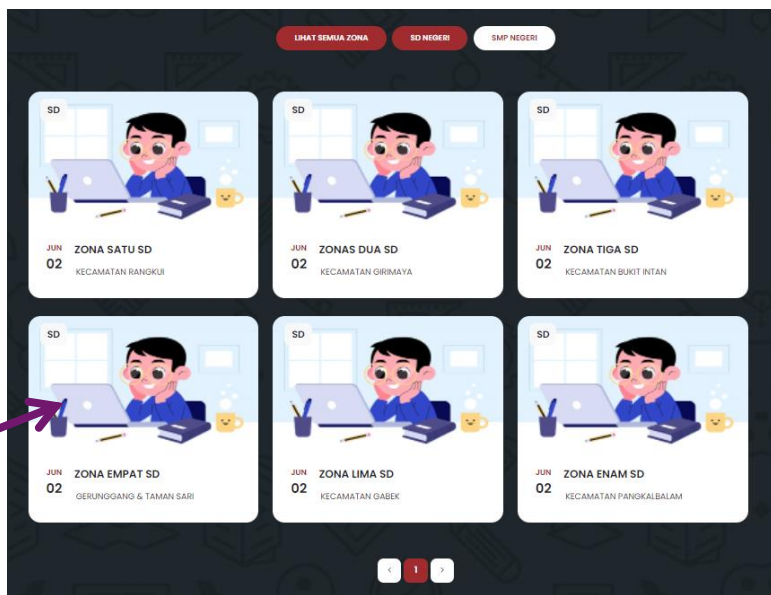 LIHAT SEMUA ZONA SD NEGERI SMP NEGERI
SD
JUN
02
ZONA SATU SD
KECAMATAN RANGKUI
SD
JUN
02
ZONAS DUA SD
KECAMATAN GIRIMAYA
SD
JUN
02
ZONA TIGA SD
KECAMATAN BUKIT INTAN
SD
JUN
02
ZONA EMPAT SD
GERUNGGANG & TAMAN SARI
SD
JUN
02
ZONA LIMA SD
KECAMATAN GABEK
SD
JUN
02
ZONA ENAM SD
KECAMATAN PANGKALBALAM
< 1 >